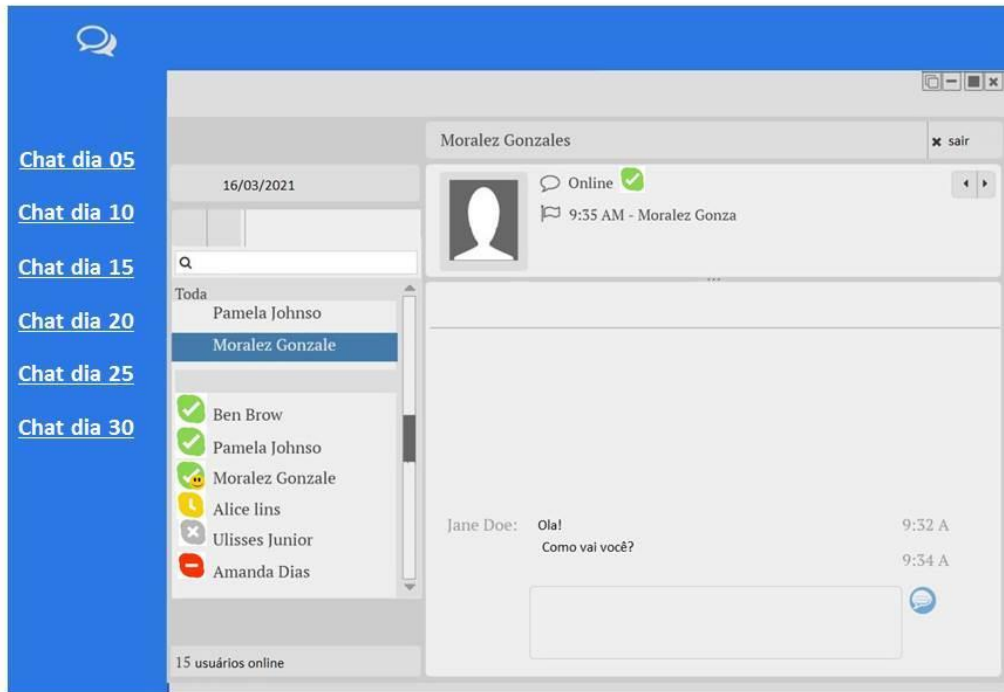 Chat dia 05
Chat dia 10
Chat dia 15
Chat dia 20
Chat dia 25
Chat dia 30
16/03/2021
Toda
Pamela Johnso
Moralez Gonzale
Ben Brow
Pamela Johnso
Moralez Gonzale
Alice lins
Ulisses Junior
Amanda Dias
15 usuários online
Moralez Gonzales
sair
Online
9:35 AM - Moralez Gonza
Jane Doe: Ola! 9:32 A
Como vai você?
9:34 A